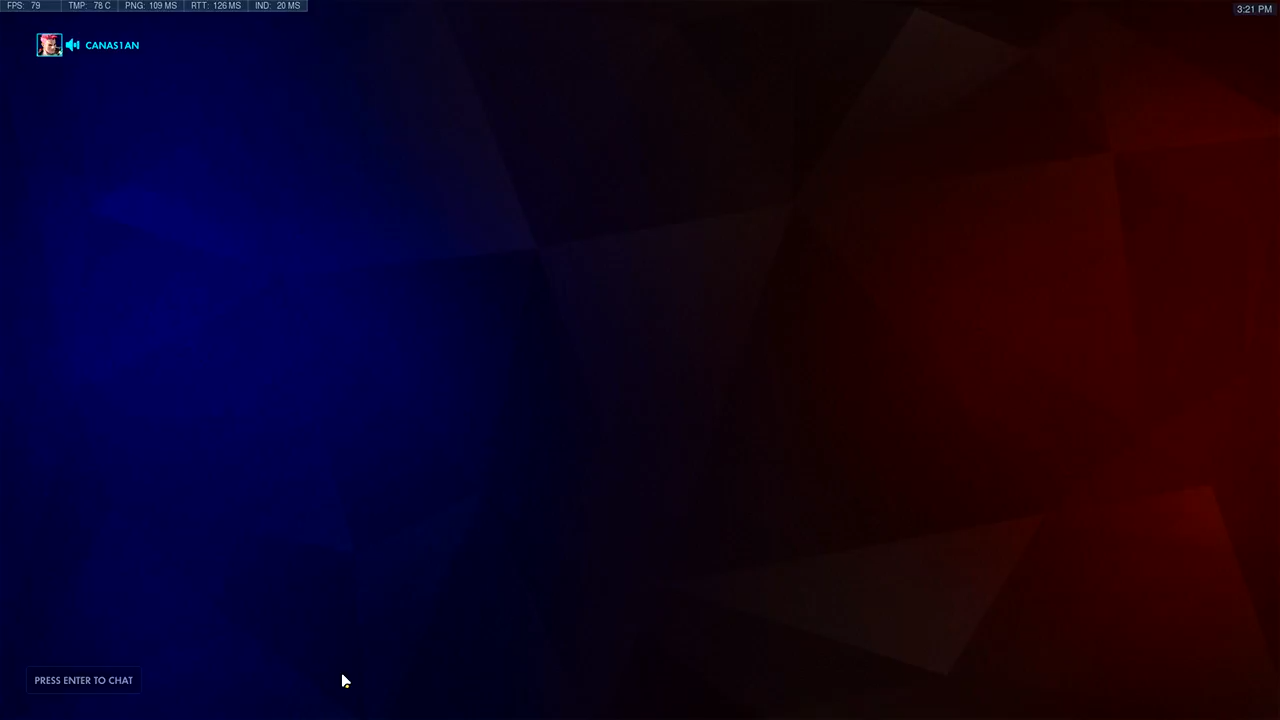 FPS: 79 TMP: 78 C PNG: 109 MS RTT: 126 MS IND: 20 MS
3:21 PM
CANAS1AN
PRESS ENTER TO CHAT